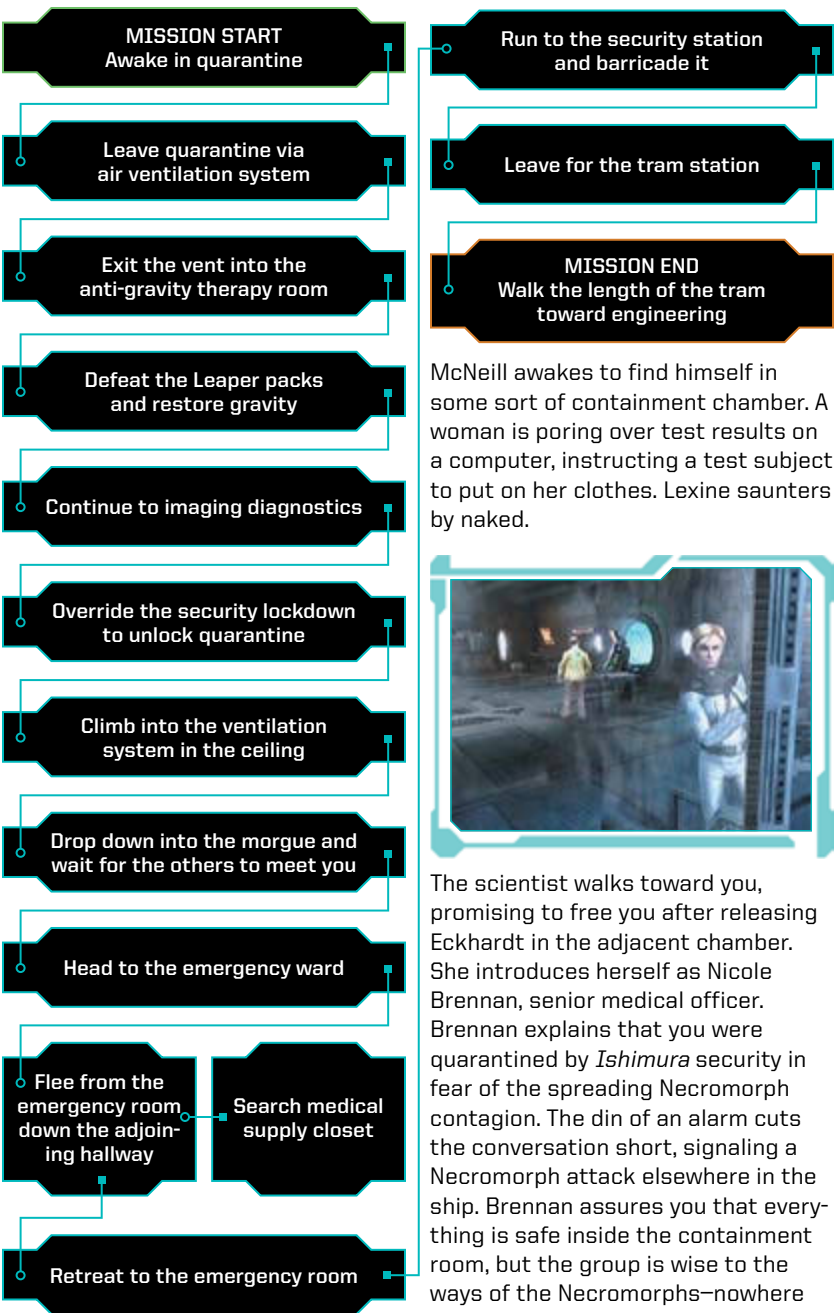 MISSION START
Awake in quarantine
Leave quarantine via
air ventilation system
Exit the vent into the
anti-gravity therapy room
Defeat the Leaper packs
and restore gravity
Continue to imaging diagnostics
Override the security lockdown
to unlock quarantine
Climb into the ventilation
system in the ceiling
Drop down into the morgue and
wait for the others to meet you
Head to the emergency ward
Flee from the
emergency room
down the adjoin-
ing hallway
Search medical
supply closet
Retreat to the emergency room
Run to the security station
and barricade it
Leave for the tram station
MISSION END
Walk the length of the tram
toward engineering
McNeill awakes to find himself in
some sort of containment chamber. A
woman is poring over test results on
a computer, instructing a test subject
to put on her clothes. Lexine saunters
by naked.
The scientist walks toward you,
promising to free you after releasing
Eckhardt in the adjacent chamber.
She introduces herself as Nicole
Brennan, senior medical officer.
Brennan explains that you were
quarantined by Ishimura security in
fear of the spreading Necromorph
contagion. The din of an alarm cuts
the conversation short, signaling a
Necromorph attack elsewhere in the
ship. Brennan assures you that every-
thing is safe inside the containment
room, but the group is wise to the
ways of the Necromorphs—nowhere